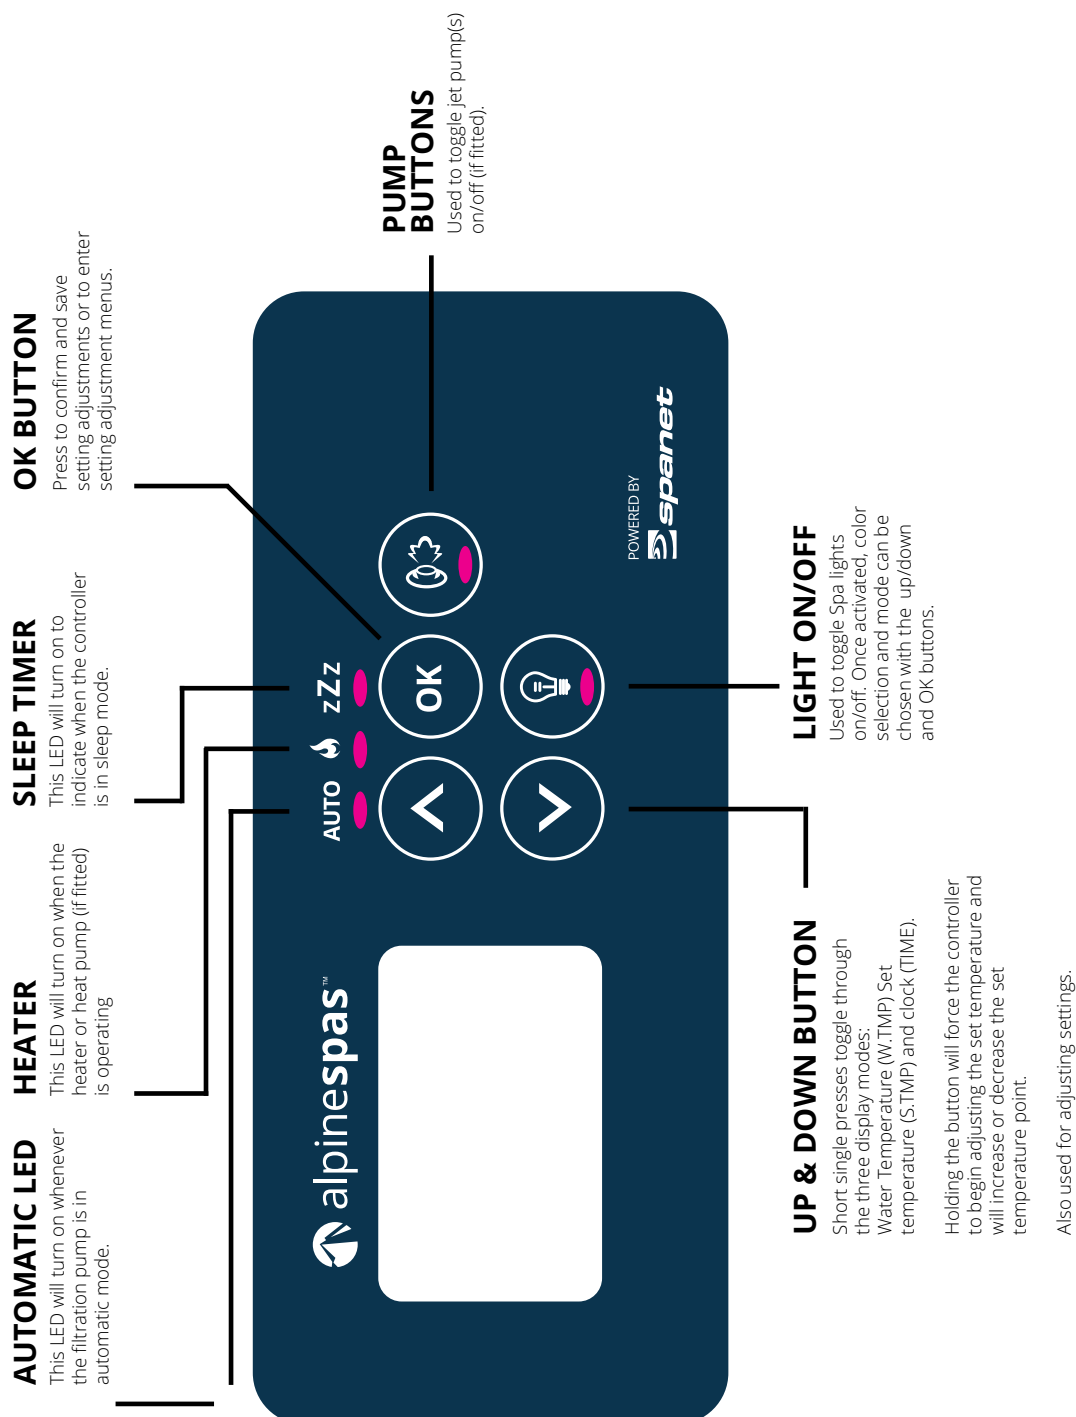 AUTOMATIC LED
This LED will turn on whenever
the filtration pump is in
automatic mode.
HEATER
This LED will turn on when the
heater or heat pump (if fitted)
is operating
SLEEP TIMER
This LED will turn on to
indicate when the controller
is in sleep mode.
OK BUTTON
Press to confirm and save
setting adjustments or to enter
setting adjustment menus.
PUMP
BUTTONS
Used to toggle jet pump(s)
on/off (if fitted).
alpinespas™
AUTO
zZz
OK
POWERED BY
spanet
UP & DOWN BUTTON
Short single presses toggle through
the three display modes:
Water Temperature (W.TMP) Set
temperature (S.TMP) and clock (TIME).
Holding the button will force the controller
to begin adjusting the set temperature and
will increase or decrease the set
temperature point.
Also used for adjusting settings.
LIGHT ON/OFF
Used to toggle Spa lights
on/off. Once activated, color
selection and mode can be
chosen with the up/down
and OK buttons.